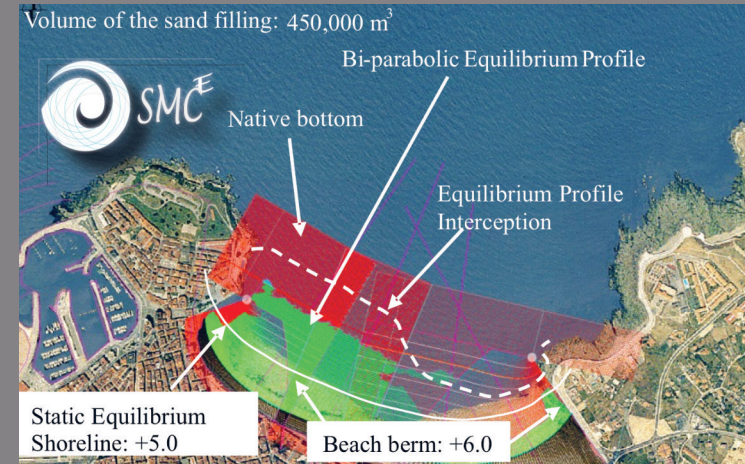 Volume of the sand filling: 450,000 m³
Bi-parabolic Equilibrium Profile
SMC E
Native bottom
Equilibrium Profile
Interception
Static Equilibrium
Shoreline: +5.0
Beach berm: +6.0